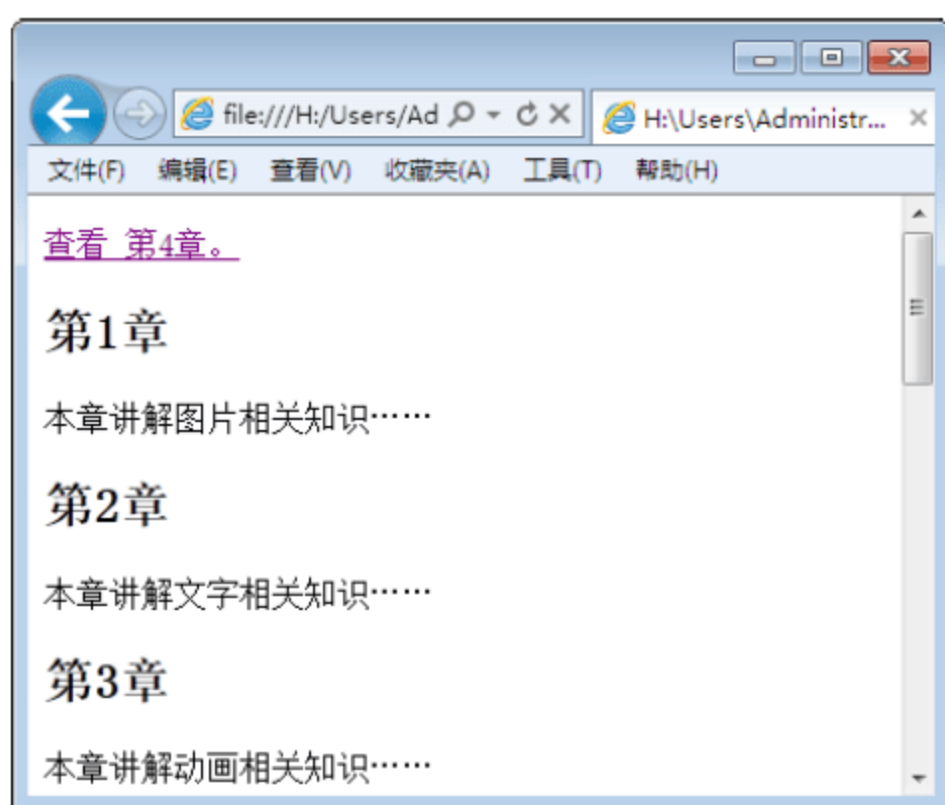 file:///H:/Users/Ad
H:\Users\Administr...
文件(F) 编辑(E) 查看(V) 收藏夹(A) 工具(T) 帮助(H)
查看 第4章。
第1章
本章讲解图片相关知识……
第2章
本章讲解文字相关知识……
第3章
本章讲解动画相关知识……